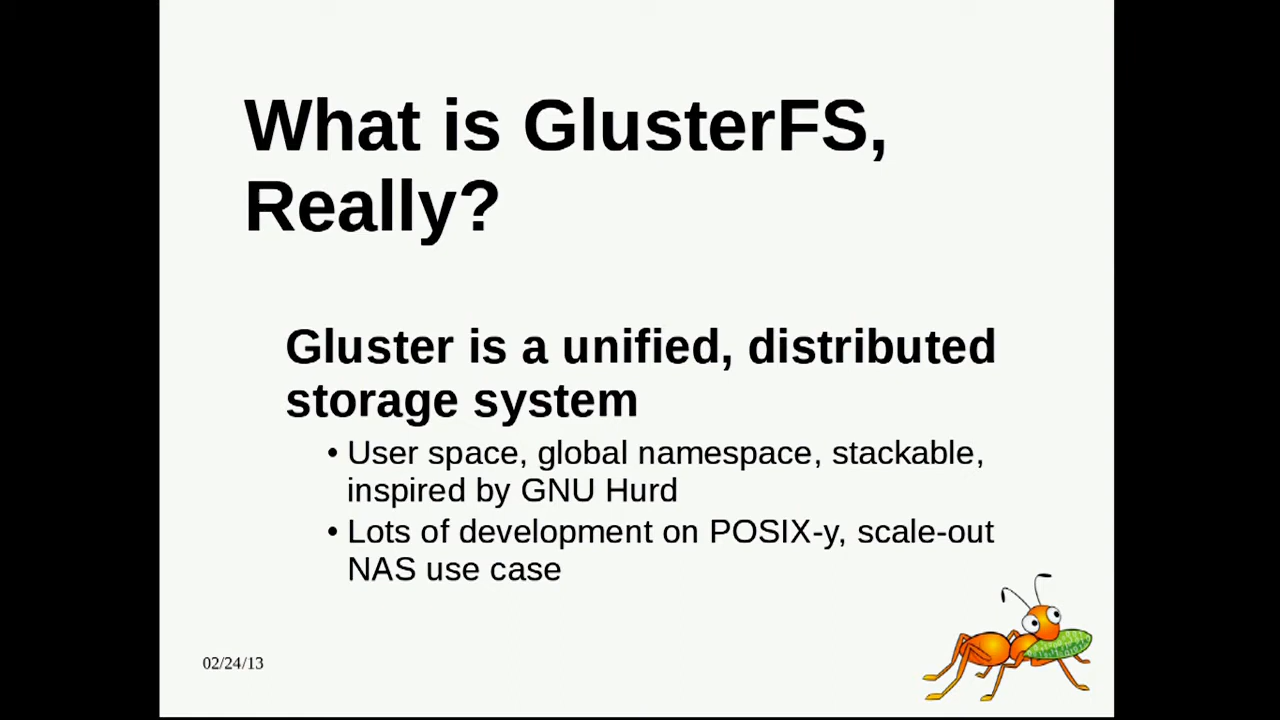 What is GlusterFS,
Really?
Gluster is a unified, distributed
storage system
• User space, global namespace, stackable,
inspired by GNU Hurd
• Lots of development on POSIX-y, scale-out
NAS use case
02/24/13